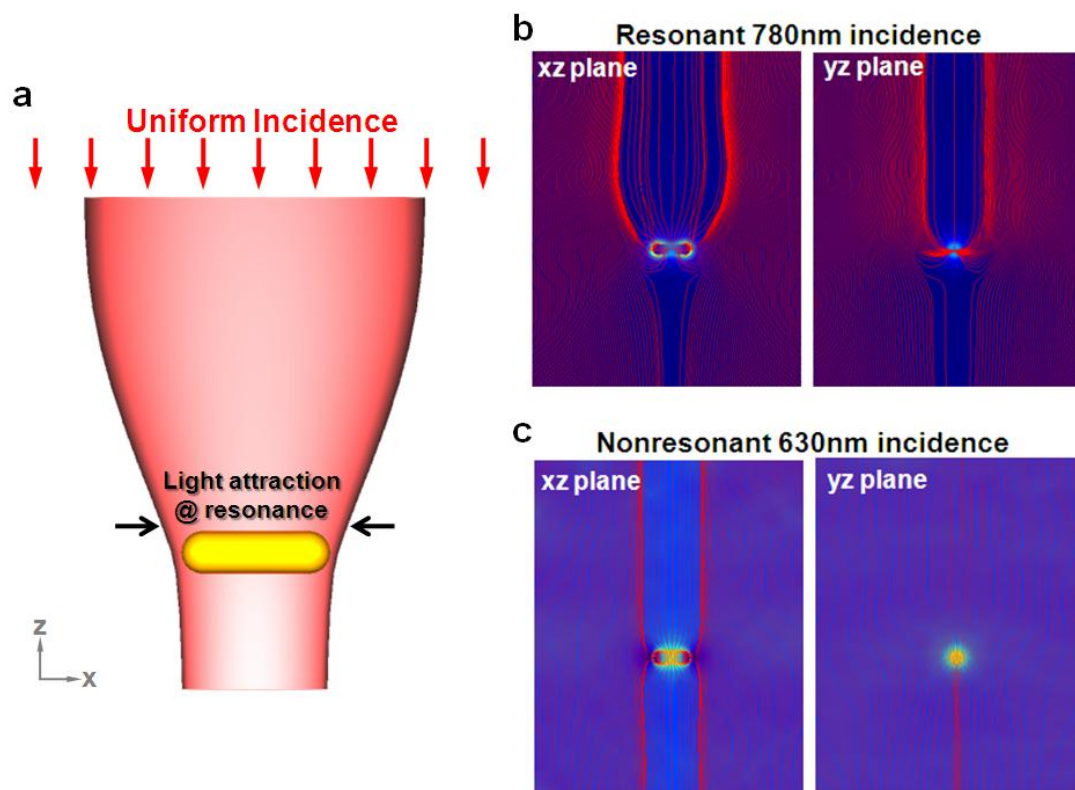 a
Uniform Incidence
Light attraction
@ resonance
z
x
b
Resonant 780nm incidence
xz plane
yz plane
c
Nonresonant 630nm incidence
xz plane
yz plane